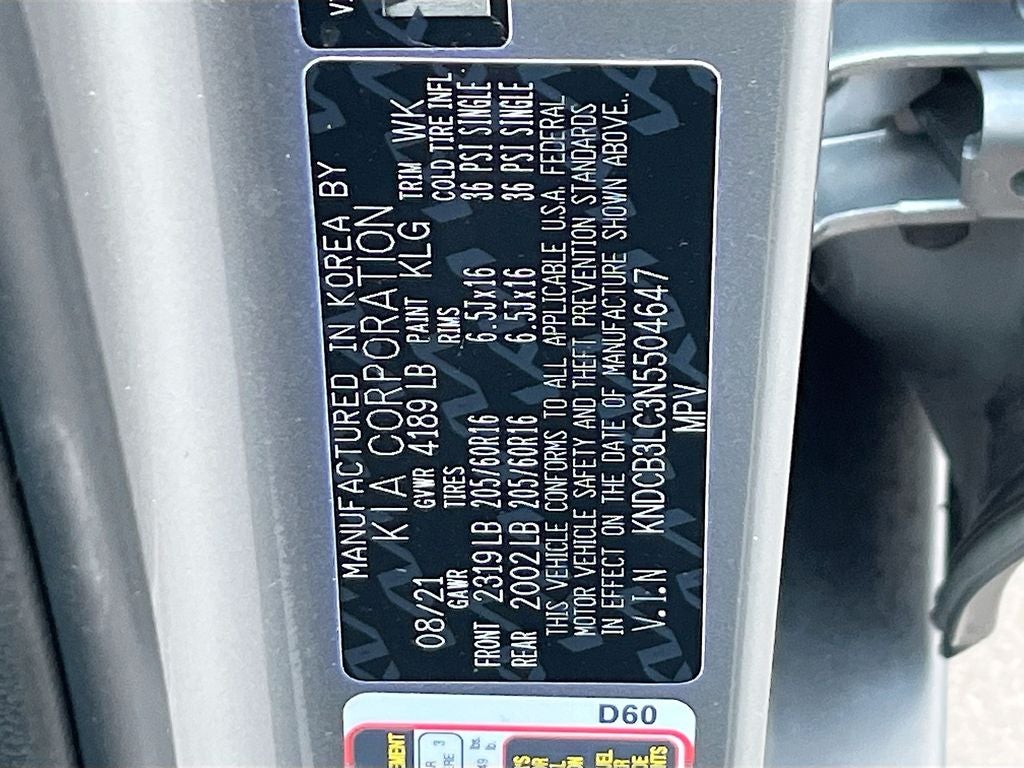 MANUFACTURED IN KOREA BY
KIA CORPORATION
08/21 GVWR 4189 LB PAINT KLG TRIM WK
GAWR TIRES RIMS COLD TIRE INFL.
FRONT 2319 LB 205/60R16 6.5Jx16 36 PSI SINGLE
REAR 2002 LB 205/60R16 6.5Jx16 36 PSI SINGLE
THIS VEHICLE CONFORMS TO ALL APPLICABLE U.S.A. FEDERAL
MOTOR VEHICLE SAFETY AND THEFT PREVENTION STANDARDS
IN EFFECT ON THE DATE OF MANUFACTURE SHOWN ABOVE..
V.I.N KNDCB3LC3N5504647
MPV
D60